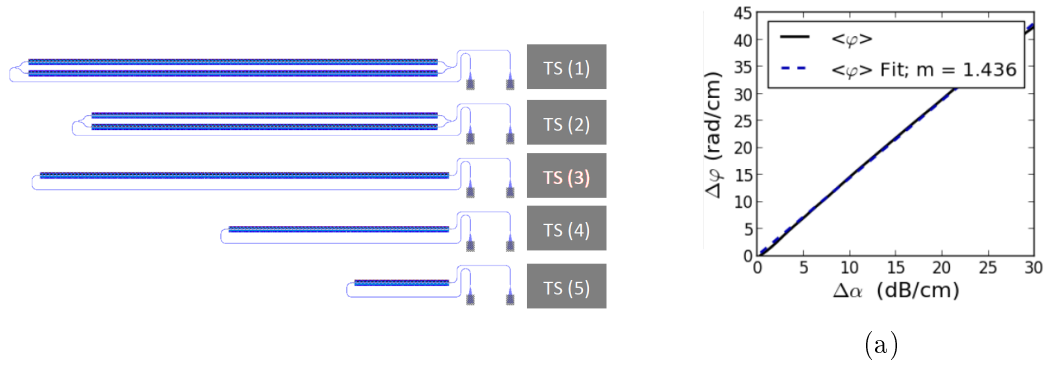 TS (1)
TS (2)
TS (3)
TS (4)
TS (5)
45
40
35
30
25
20
15
10
5
0
Δφ (rad/cm)
<φ>
<φ> Fit; m = 1.436
0 5 10 15 20 25 30
Δα (dB/cm)
(a)